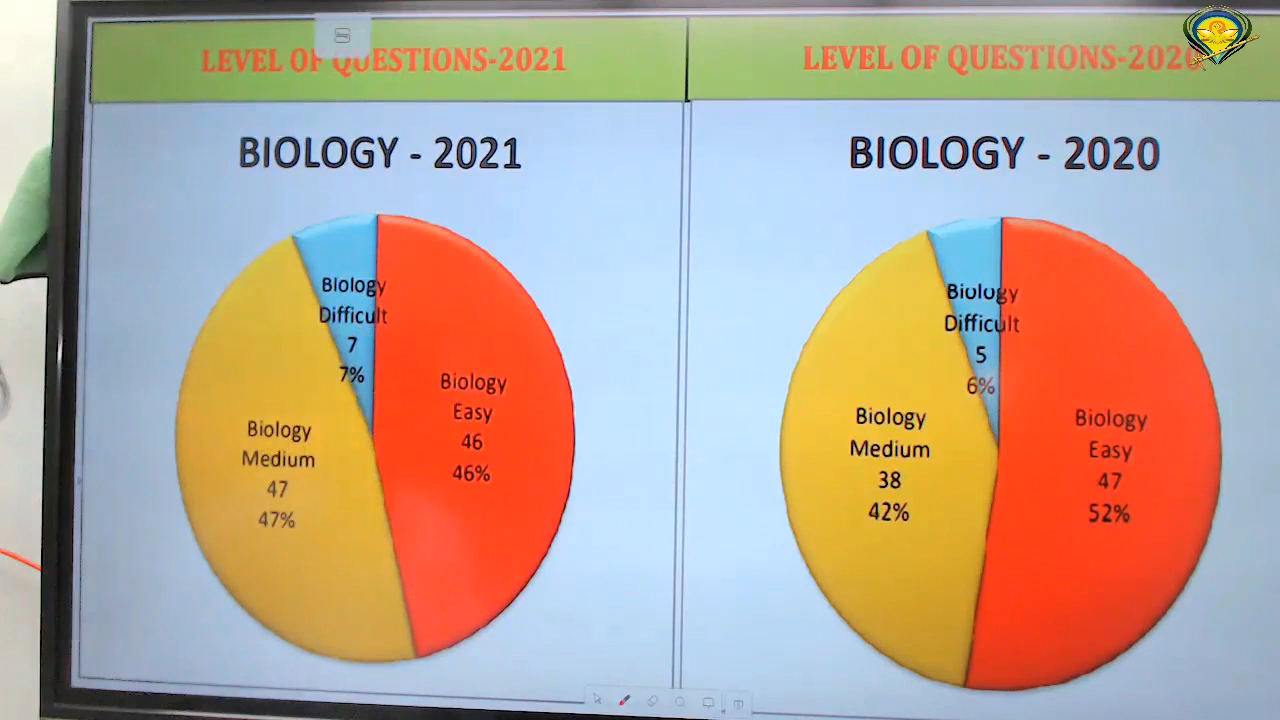 LEVEL OF QUESTIONS-2021
LEVEL OF QUESTIONS-2020
BIOLOGY - 2021
Biology
Difficult
7
7%
Biology
Easy
46
46%
Biology
Medium
47
47%
BIOLOGY - 2020
Biology
Difficult
5
6%
Biology
Easy
47
52%
Biology
Medium
38
42%